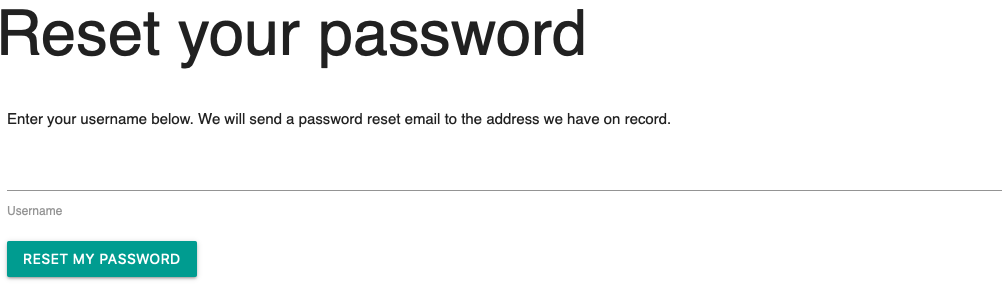 Reset your password
Enter your username below. We will send a password reset email to the address we have on record.
Username
RESET MY PASSWORD